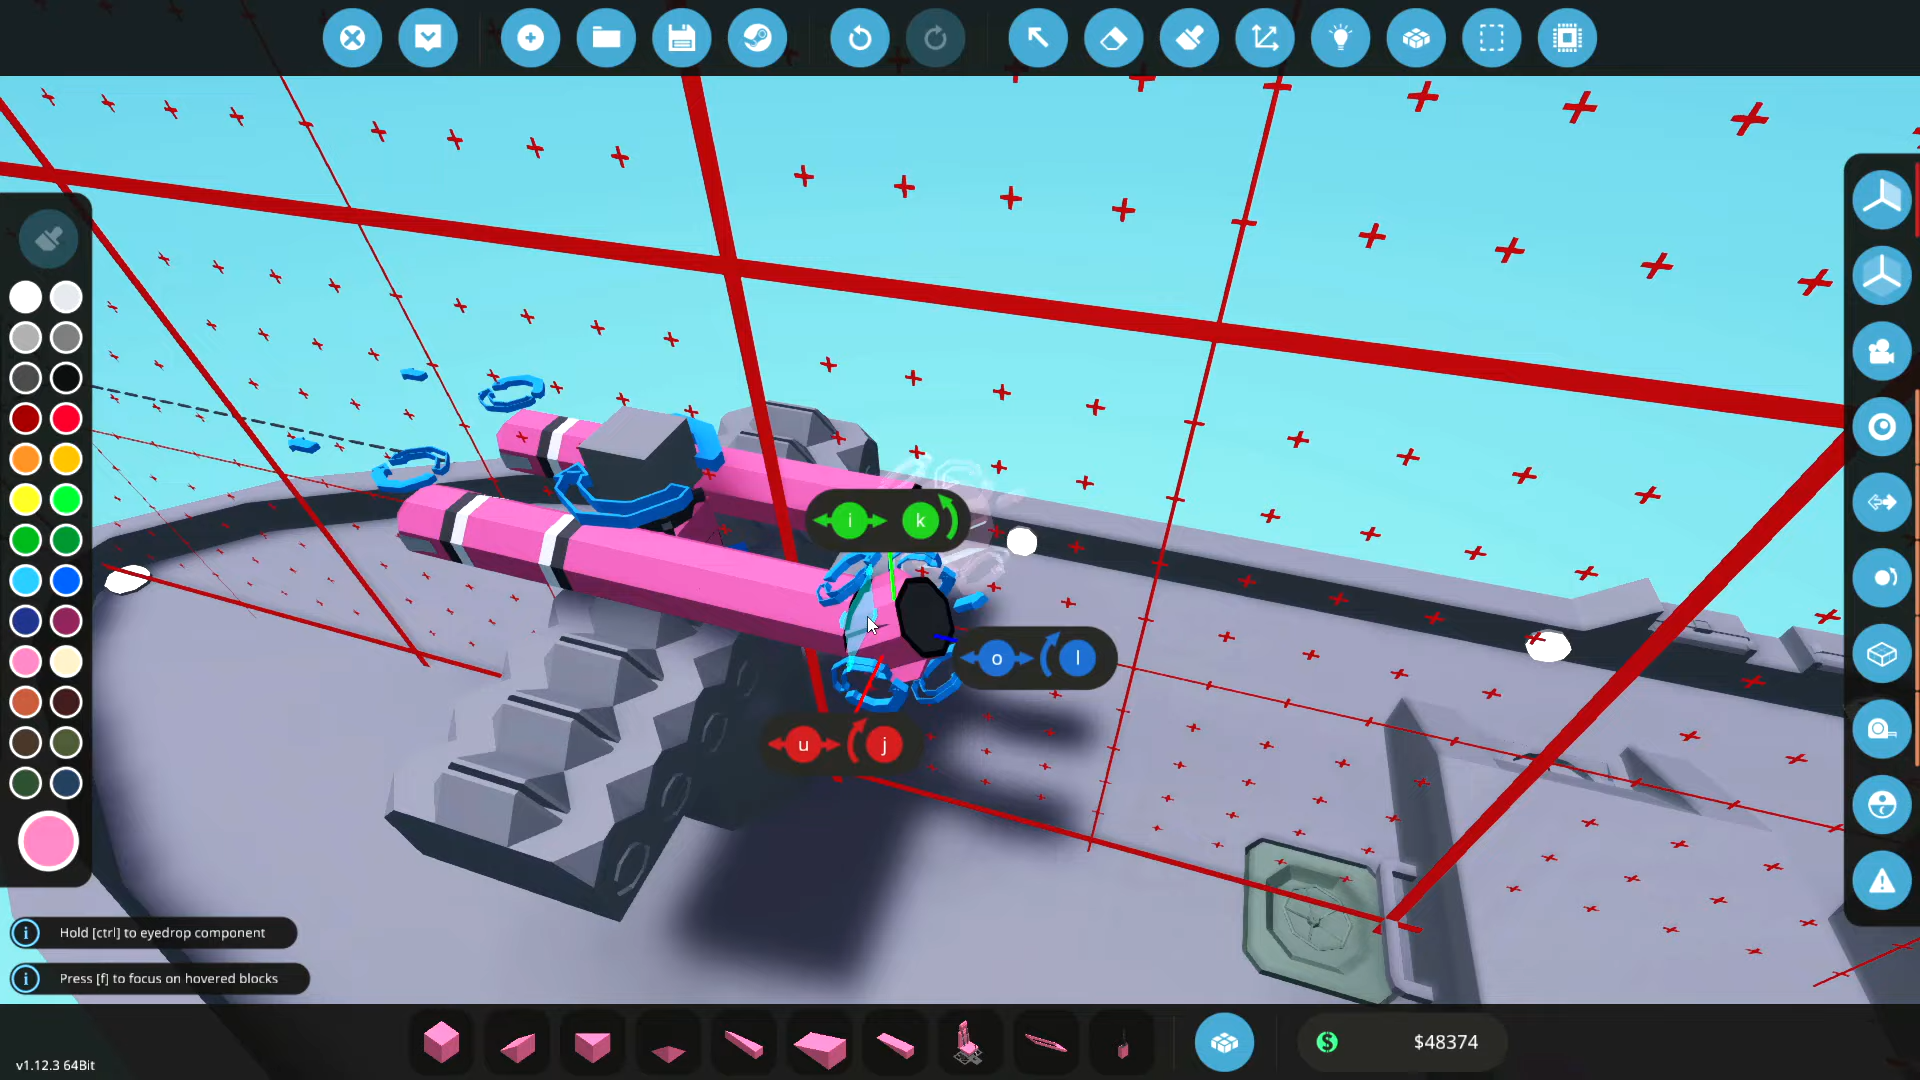 i
k
o
l
u
j
Hold [ctrl] to eyedrop component
Press [f] to focus on hovered blocks
$48374
v1.12.3 64Bit